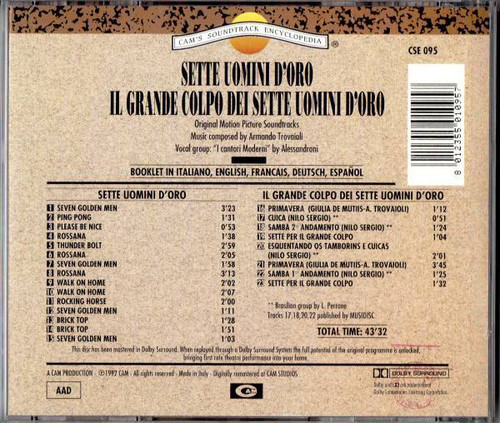 CAM'S SOUNDTRACK ENCYCLOPEDIA ®
CSE 095
SETTE UOMINI D'ORO
IL GRANDE COLPO DEI SETTE UOMINI D'ORO
Original Motion Picture Soundtracks
Music composed by Armando Trovaioli
Vocal group: "I cantori Moderni" by Alessandroni
8 012355 010957
BOOKLET IN ITALIANO, ENGLISH, FRANCAIS, DEUTSCH, ESPAÑOL
SETTE UOMINI D'ORO
1 SEVEN GOLDEN MEN 3'23
2 PING PONG 1'31
3 PLEASE BE NICE 0'53
4 ROSSANA 1'38
5 THUNDER BOLT 2'59
6 ROSSANA 2'05
7 SEVEN GOLDEN MEN 1'58
8 ROSSANA 3'13
9 WALK ON HOME 2'02
10 WALK ON HOME 2'07
11 ROCKING HORSE 2'00
12 SEVEN GOLDEN MEN 0'11
13 BRICK TOP 1'28
14 BRICK TOP 1'51
15 SEVEN GOLDEN MEN 1'03
IL GRANDE COLPO DEI SETTE UOMINI D'ORO
16 PRIMAVERA (GIULIA DE MUTIIS-A. TROVAIOLI) 1'12
17 CUICA (NILO SERGIO) ** 0'51
18 SAMBA 2° ANDAMENTO (NILO SERGIO) ** 1'24
19 SETTE PER IL GRANDE COLPO 1'04
20 ESQUENTANDO OS TAMBORINS E CUICAS
(NILO SERGIO) ** 2'01
21 PRIMAVERA (GIULIA DE MUTIIS-A. TROVAIOLI) 3'45
22 SAMBA 1° ANDAMENTO (NILO SERGIO) ** 1'25
23 SETTE PER IL GRANDE COLPO 1'32
** Brasilian group by L. Perrone
Tracks 17,18,20,22 published by MUSIDISC
TOTAL TIME: 43'32
This disc has been mastered in Dolby Surround. When replayed through a Dolby Surround System the full potential of the original programme is unlocked,
bringing first rate theatre performance into your home.
A CAM PRODUCTION - ℗1992 CAM - All rights reserved - Made in Italy - Digitally remastered at CAM STUDIOS
AAD
CAM
DOLBY SURROUND
Dolby and are trademarks of
Dolby Laboratories Licensing Corporation.